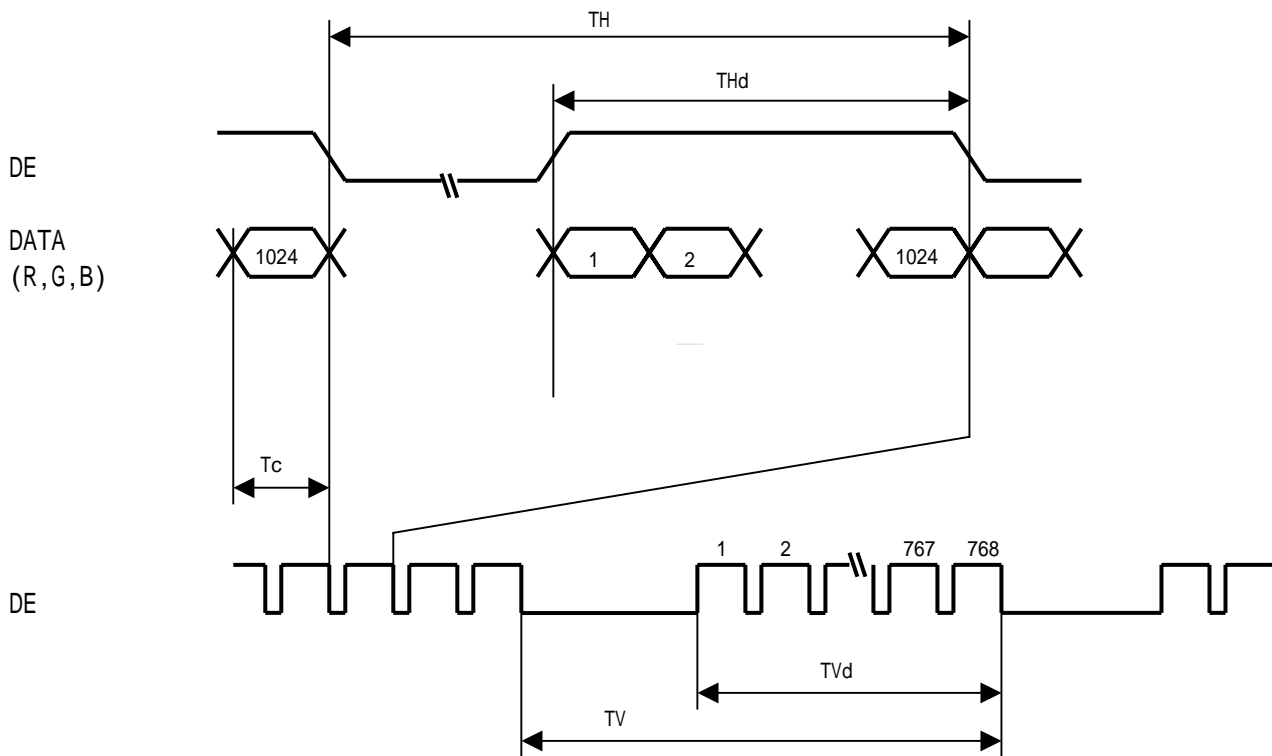 TH
THd
DE
DATA
(R,G,B)
1024 1 2 1024
Tc
1 2 767 768
DE
TVd
TV